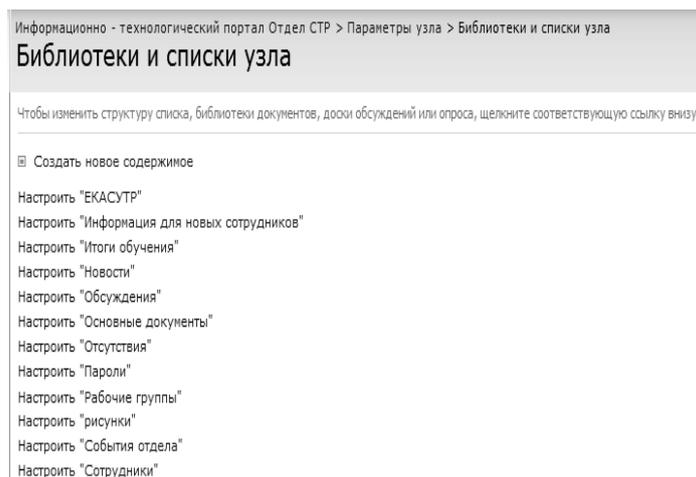 Информационно - технологический портал Отдел СТР > Параметры узла > Библиотеки и списки узла
Библиотеки и списки узла
Чтобы изменить структуру списка, библиотеки документов, доски обсуждений или опроса, щелкните соответствующую ссылку внизу
Создать новое содержимое
Настроить "ЕКАСУТР"
Настроить "Информация для новых сотрудников"
Настроить "Итоги обучения"
Настроить "Новости"
Настроить "Обсуждения"
Настроить "Основные документы"
Настроить "Отсутствия"
Настроить "Пароли"
Настроить "Рабочие группы"
Настроить "рисунки"
Настроить "События отдела"
Настроить "Сотрудники"